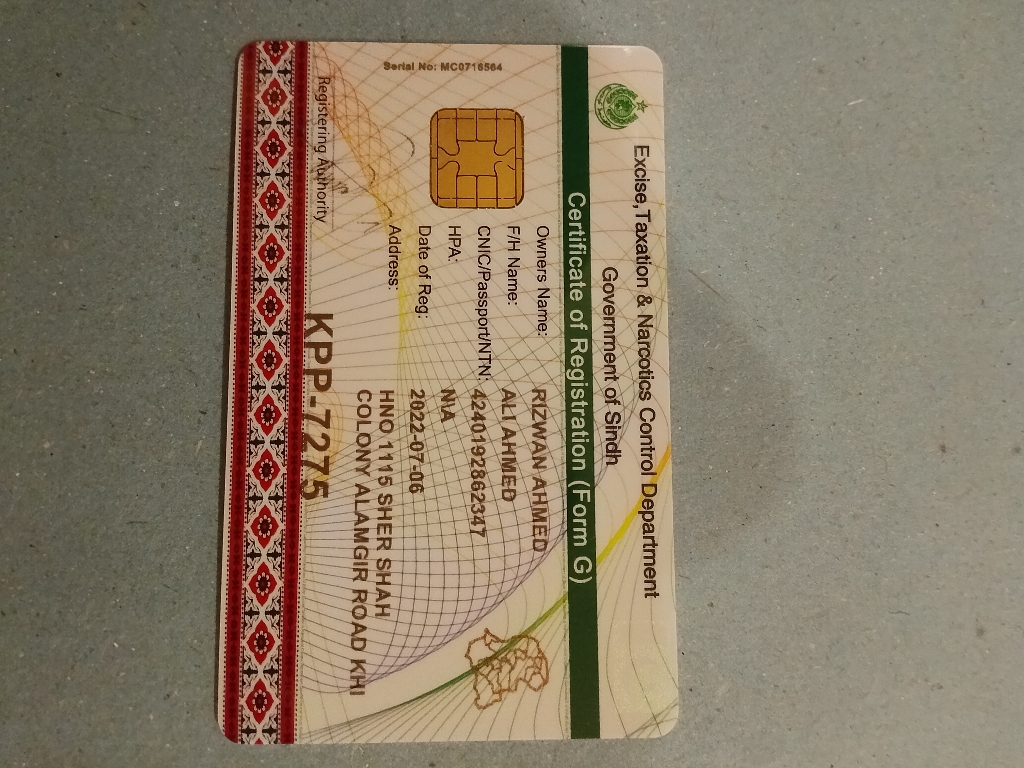 Excise,Taxation & Narcotics Control Department
Government of Sindh
Certificate of Registration (Form G)
Serial No: MC0716564
Owners Name: RIZWAN AHMED
F/H Name: ALI AHMED
CNIC/Passport/NTN: 4240192862347
HPA: N\A
Date of Reg: 2022-07-06
Address: HNO 1115 SHER SHAH
COLONY ALAMGIR ROAD KHI
Registering Authority
KPP-7275